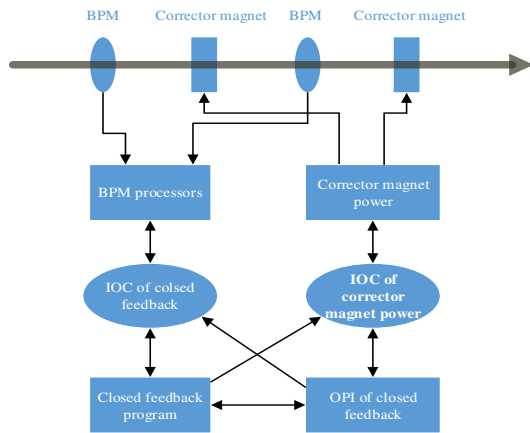 BPM
Corrector magnet
BPM
Corrector magnet
BPM processors
Corrector magnet
power
IOC of colsed
feedback
IOC of
corrector
magnet power
Closed feedback
program
OPI of closed
feedback